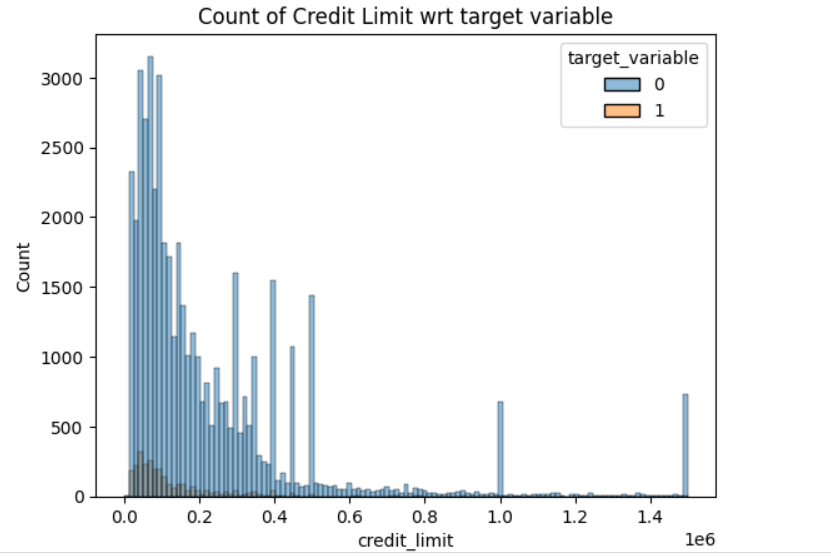 Count of Credit Limit wrt target variable
target_variable
0
1
Count
3000
2500
2000
1500
1000
500
0
0.0 0.2 0.4 0.6 0.8 1.0 1.2 1.4
1e6
credit_limit